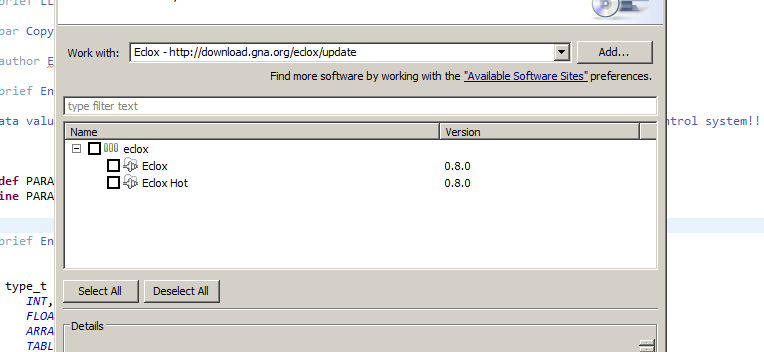 brief LL
par Copy
author E
brief En
ata valu
ntrol system!!
def PARA
ine PARA
brief En
type_t
INT,
FLOA
ARRA
TABL
Work with:
Eclox - http://download.gna.org/eclox/update
Add...
Find more software by working with the "Available Software Sites" preferences.
type filter text
Name Version
eclox
Eclox 0.8.0
Eclox Hot 0.8.0
Select All Deselect All
Details